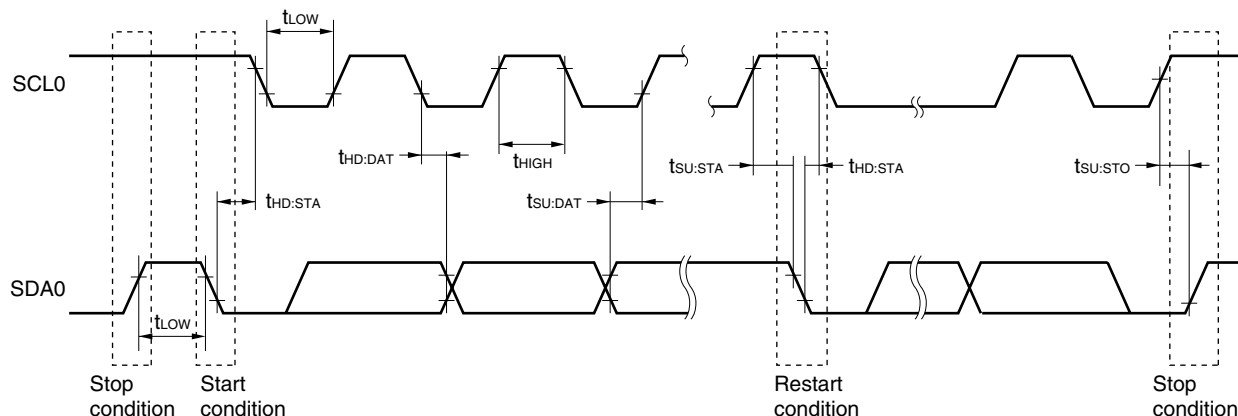 tLOW
SCL0
tHD:DAT
tHIGH
tSU:STA
tHD:STA
tSU:STO
tHD:STA
tSU:DAT
SDA0
tLOW
Stop
condition
Start
condition
Restart
condition
Stop
condition